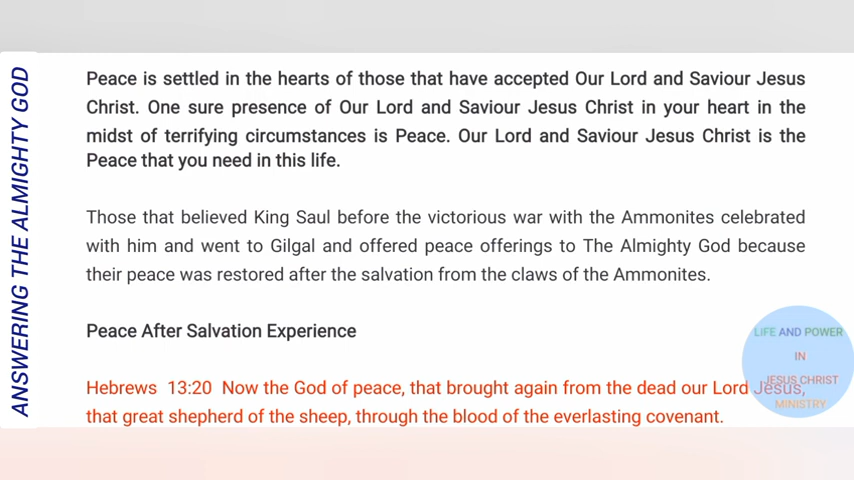 ANSWERING THE ALMIGHTY GOD
Peace is settled in the hearts of those that have accepted Our Lord and Saviour Jesus
Christ. One sure presence of Our Lord and Saviour Jesus Christ in your heart in the
midst of terrifying circumstances is Peace. Our Lord and Saviour Jesus Christ is the
Peace that you need in this life.
Those that believed King Saul before the victorious war with the Ammonites celebrated
with him and went to Gilgal and offered peace offerings to The Almighty God because
their peace was restored after the salvation from the claws of the Ammonites.
Peace After Salvation Experience
Hebrews 13:20 Now the God of peace, that brought again from the dead our Lord Jesus,
that great shepherd of the sheep, through the blood of the everlasting covenant.
LIFE AND POWER
IN
JESUS CHRIST
MINISTRY